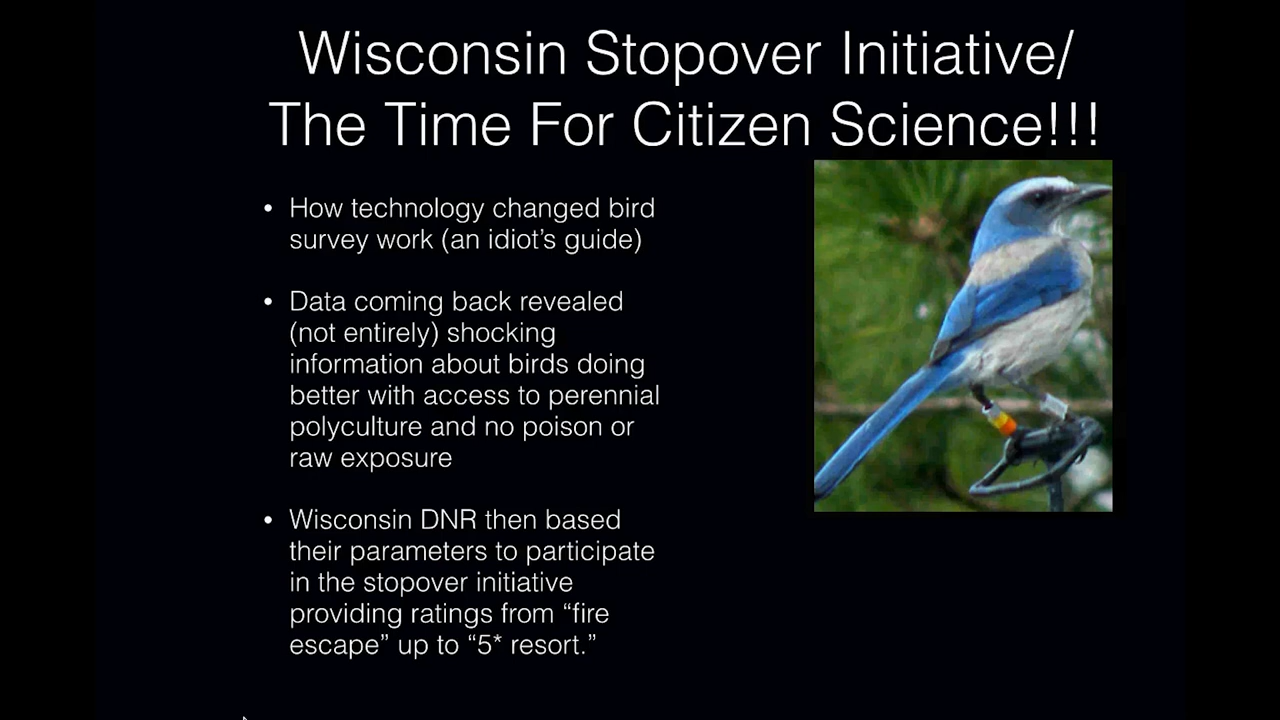 Wisconsin Stopover Initiative/
The Time For Citizen Science!!!
• How technology changed bird
survey work (an idiot's guide)
• Data coming back revealed
(not entirely) shocking
information about birds doing
better with access to perennial
polyculture and no poison or
raw exposure
• Wisconsin DNR then based
their parameters to participate
in the stopover initiative
providing ratings from “fire
escape” up to “5* resort.”